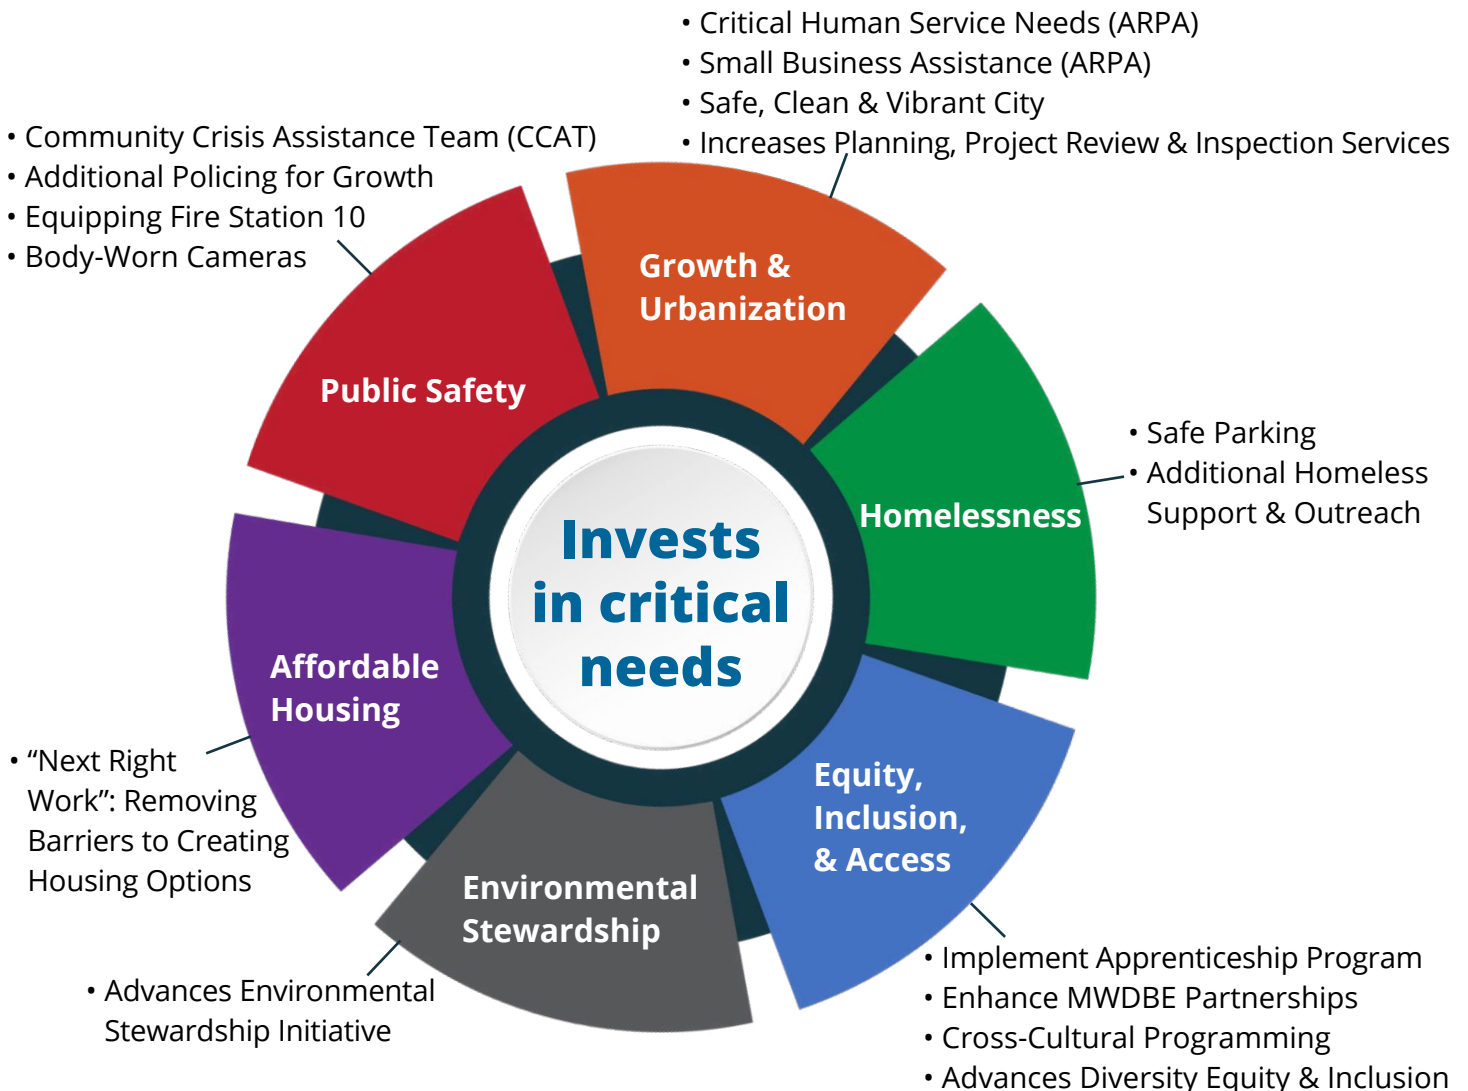 • Critical Human Service Needs (ARPA)
• Small Business Assistance (ARPA)
• Safe, Clean & Vibrant City
• Increases Planning, Project Review & Inspection Services
• Community Crisis Assistance Team (CCAT)
• Additional Policing for Growth
• Equipping Fire Station 10
• Body-Worn Cameras
Growth &
Urbanization
Public Safety
• Safe Parking
• Additional Homeless
Support & Outreach
Homelessness
Invests
in critical
needs
Affordable
Housing
• “Next Right
Work”: Removing
Barriers to Creating
Housing Options
Equity,
Inclusion,
& Access
Environmental
Stewardship
• Advances Environmental
Stewardship Initiative
• Implement Apprenticeship Program
• Enhance MWDBE Partnerships
• Cross-Cultural Programming
• Advances Diversity Equity & Inclusion